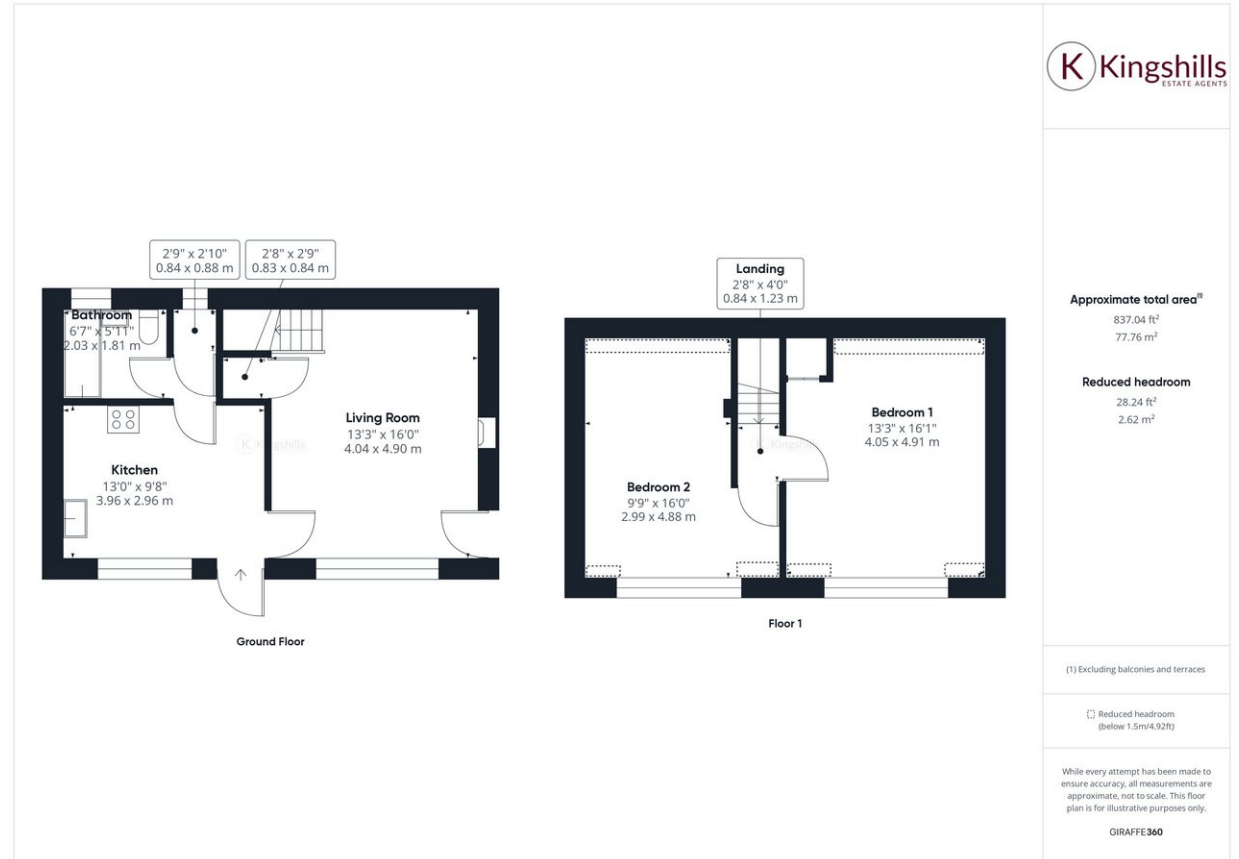 K Kingshills
ESTATE AGENTS
2'9" x 2'10"
0.84 x 0.88 m
2'8" x 2'9"
0.83 x 0.84 m
Bathroom
6'7" x 5'11"
2.03 x 1.81 m
Living Room
13'3" x 16'0"
4.04 x 4.90 m
K Kingshills
Kitchen
13'0" x 9'8"
3.96 x 2.96 m
Ground Floor
Landing
2'8" x 4'0"
0.84 x 1.23 m
Bedroom 1
13'3" x 16'1"
4.05 x 4.91 m
K Kingshills
Bedroom 2
9'9" x 16'0"
2.99 x 4.88 m
Floor 1
Approximate total area(1)
837.04 ft²
77.76 m²
Reduced headroom
28.24 ft²
2.62 m²
(1) Excluding balconies and terraces
Reduced headroom
(below 1.5m/4.92ft)
While every attempt has been made to
ensure accuracy, all measurements are
approximate, not to scale. This floor
plan is for illustrative purposes only.
GIRAFFE360